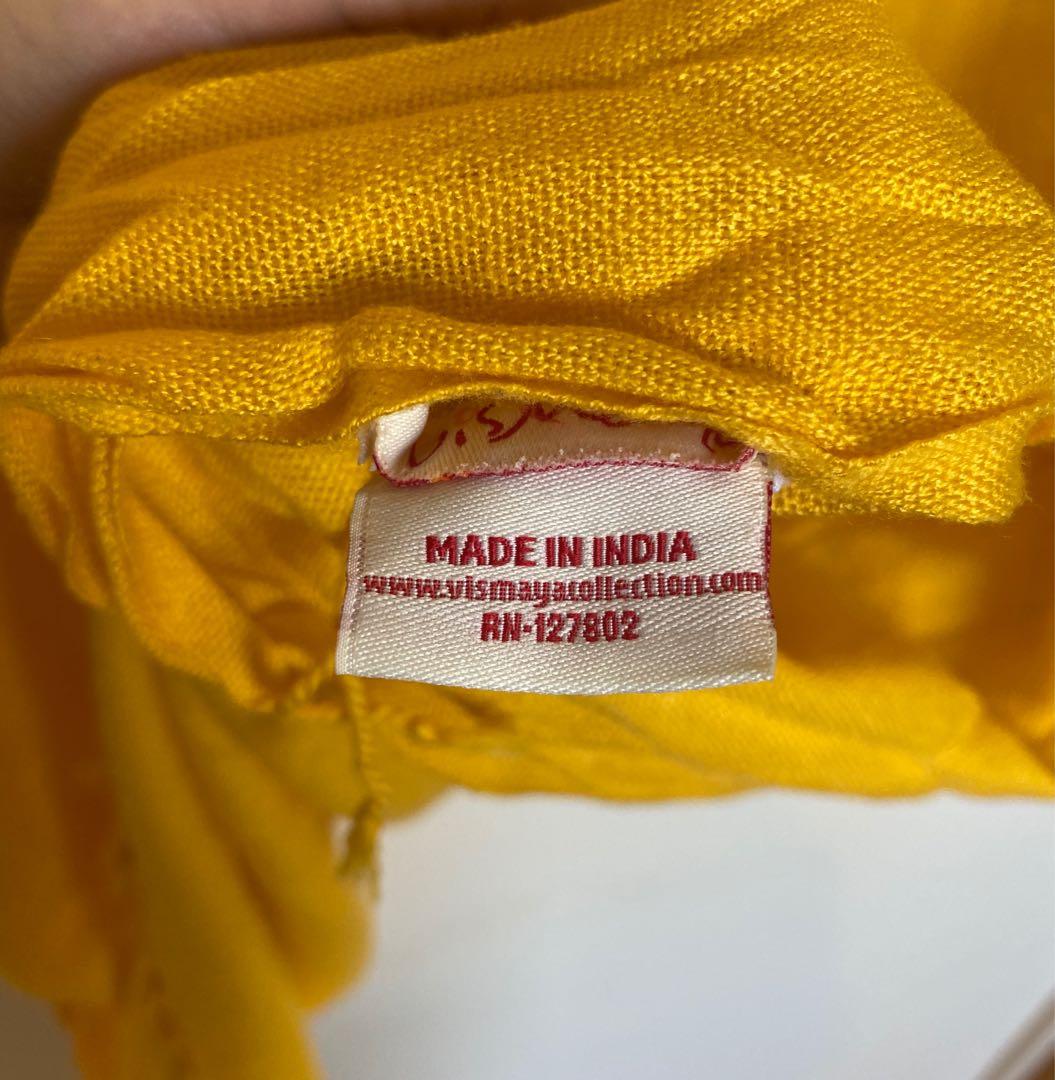 MADE IN INDIA
www.vismayacollection.com
RN-127802